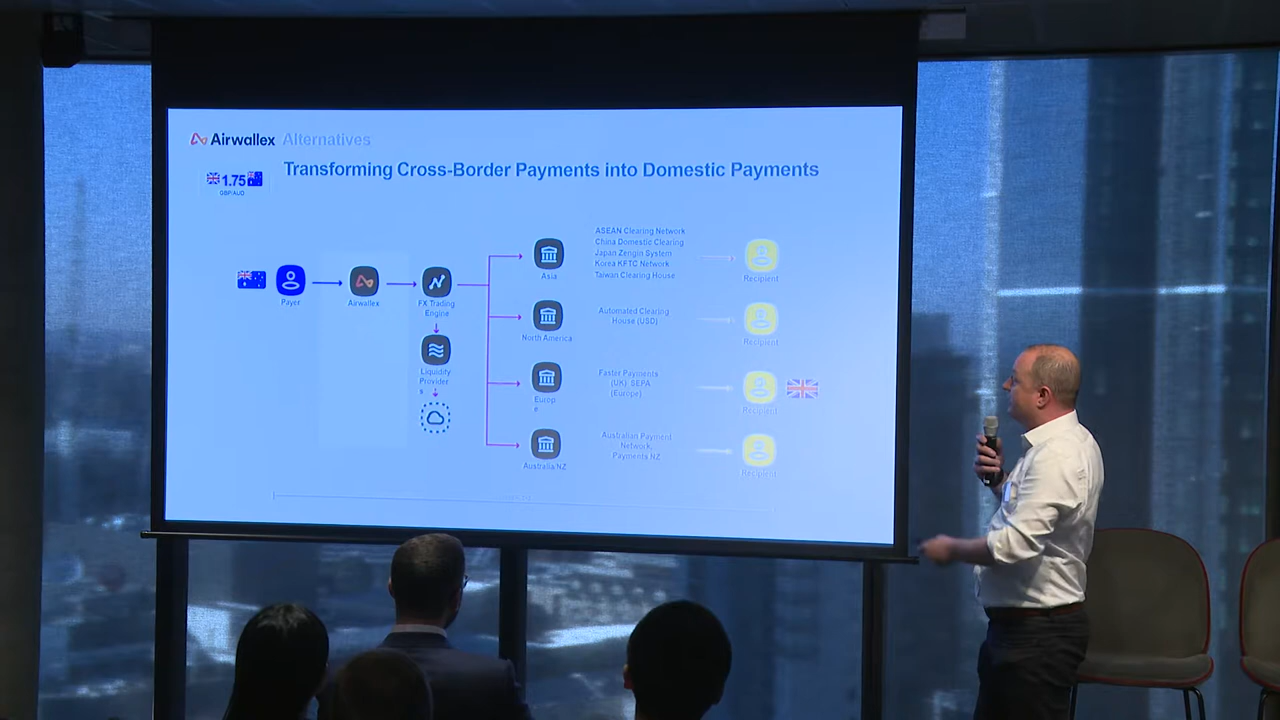 Airwallex Alternatives
Transforming Cross-Border Payments into Domestic Payments
1.75
GBP/AUD
Payer
Airwallex
FX Trading
Engine
Liquidity
Provider
s
Asia
ASEAN Clearing Network
China Domestic Clearing
Japan Zengin System
Korea KFTC Network
Taiwan Clearing House
Recipient
North America
Automated Clearing
House (USD)
Recipient
Europ
e
Faster Payments
(UK) SEPA
(Europe)
Recipient
Australia/NZ
Australian Payment
Network,
Payments NZ
Recipient